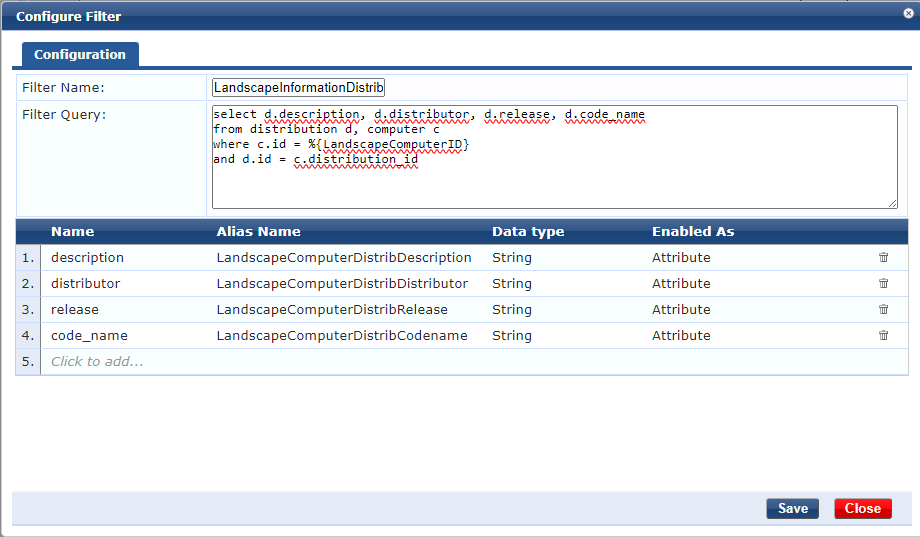 Configure Filter
Configuration
Filter Name: LandscapeInformationDistrib
Filter Query: select d.description, d.distributor, d.release, d.code_name
from distribution d, computer c
where c.id = %{LandscapeComputerID}
and d.id = c.distribution_id
Name Alias Name Data type Enabled As
1. description LandscapeComputerDistribDescription String Attribute
2. distributor LandscapeComputerDistribDistributor String Attribute
3. release LandscapeComputerDistribRelease String Attribute
4. code_name LandscapeComputerDistribCodename String Attribute
5. Click to add...
Save Close